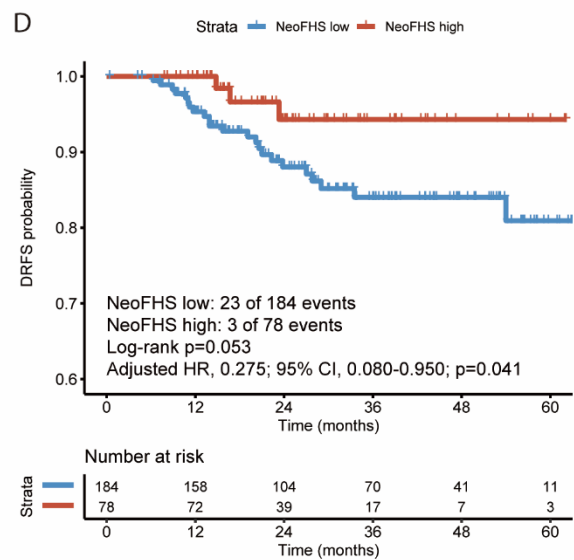 D
Strata NeoFHS low NeoFHS high
1.0
0.9
0.8
0.7
0.6
DRFS probability
NeoFHS low: 23 of 184 events
NeoFHS high: 3 of 78 events
Log-rank p=0.053
Adjusted HR, 0.275; 95% CI, 0.080-0.950; p=0.041
0 12 24 36 48 60
Time (months)
Number at risk
Strata
184 158 104 70 41 11
78 72 39 17 7 3
0 12 24 36 48 60
Time (months)